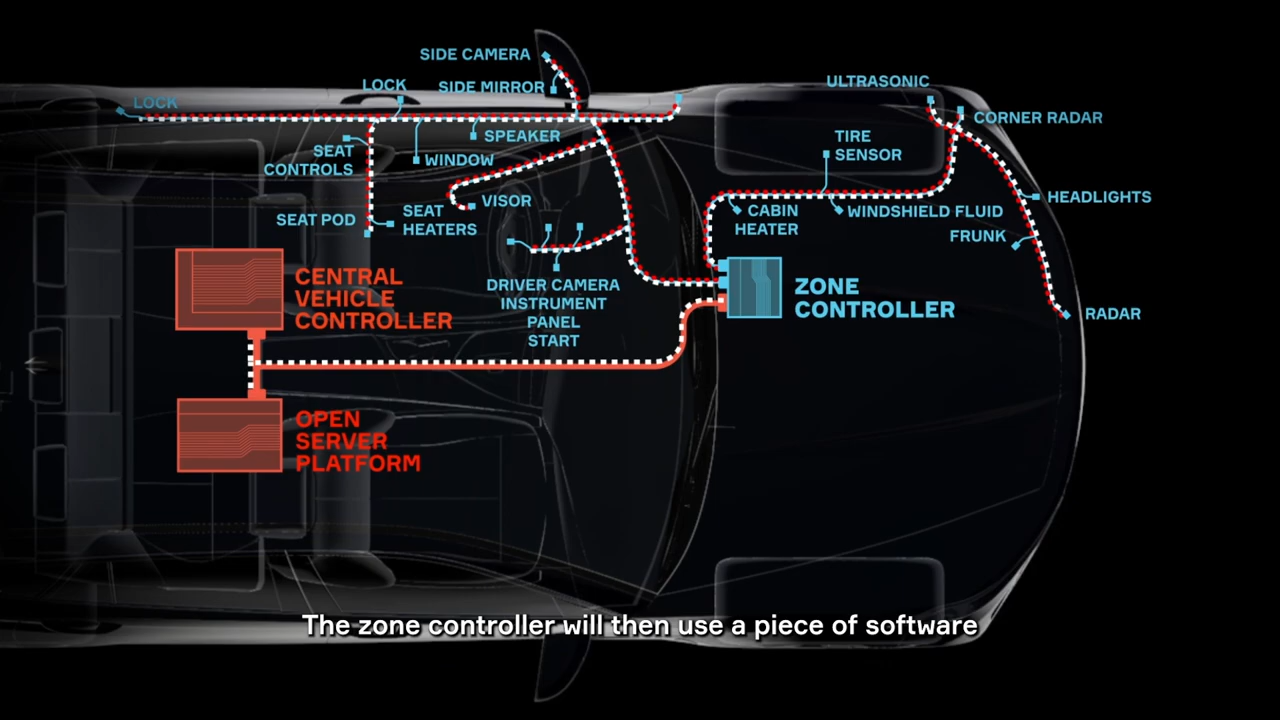 SIDE CAMERA
LOCK
SIDE MIRROR
ULTRASONIC
LOCK
CORNER RADAR
SPEAKER
TIRE
SENSOR
SEAT
CONTROLS
WINDOW
HEADLIGHTS
VISOR
SEAT POD
SEAT
HEATERS
CABIN
HEATER
WINDSHIELD FLUID
FRUNK
CENTRAL
VEHICLE
CONTROLLER
DRIVER CAMERA
INSTRUMENT
PANEL
START
ZONE
CONTROLLER
RADAR
OPEN
SERVER
PLATFORM
The zone controller will then use a piece of software